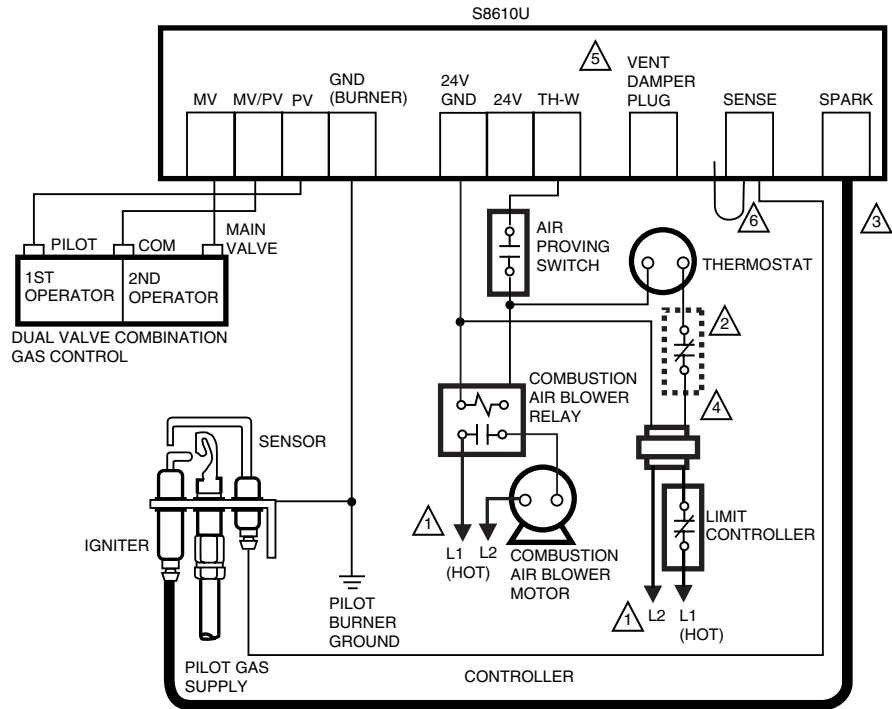 S8610U
5
MV
MV/PV
PV
GND
(BURNER)
24V
GND
24V
TH-W
VENT
DAMPER
PLUG
SENSE
SPARK
6
3
PILOT
COM
MAIN
VALVE
1ST
OPERATOR
2ND
OPERATOR
DUAL VALVE COMBINATION
GAS CONTROL
AIR
PROVING
SWITCH
THERMOSTAT
2
4
COMBUSTION
AIR BLOWER
RELAY
SENSOR
IGNITER
1
L1
(HOT)
L2
COMBUSTION
AIR BLOWER
MOTOR
LIMIT
CONTROLLER
1
L2
L1
(HOT)
PILOT
BURNER
GROUND
PILOT GAS
SUPPLY
CONTROLLER